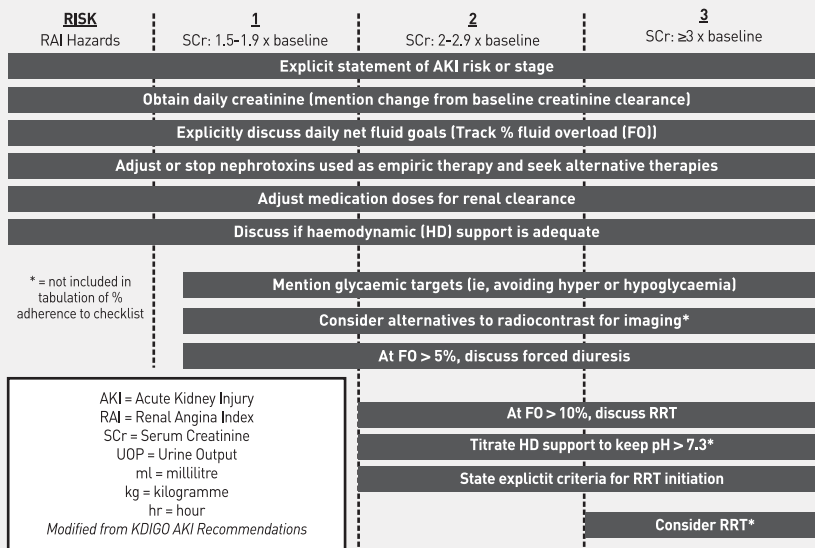 RISK
RAI Hazards
1
SCr: 1.5-1.9 x baseline
2
SCr: 2-2.9 x baseline
3
SCr: ≥3 x baseline
Explicit statement of AKI risk or stage
Obtain daily creatinine (mention change from baseline creatinine clearance)
Explicitly discuss daily net fluid goals (Track % fluid overload (FO))
Adjust or stop nephrotoxins used as empiric therapy and seek alternative therapies
Adjust medication doses for renal clearance
Discuss if haemodynamic (HD) support is adequate
* = not included in
tabulation of %
adherence to checklist
Mention glycaemic targets (ie, avoiding hyper or hypoglycaemia)
Consider alternatives to radiocontrast for imaging*
At FO > 5%, discuss forced diuresis
AKI = Acute Kidney Injury
RAI = Renal Angina Index
SCr = Serum Creatinine
UOP = Urine Output
ml = millilitre
kg = kilogramme
hr = hour
Modified from KDIGO AKI Recommendations
At FO > 10%, discuss RRT
Titrate HD support to keep pH > 7.3*
State explictit criteria for RRT initiation
Consider RRT*